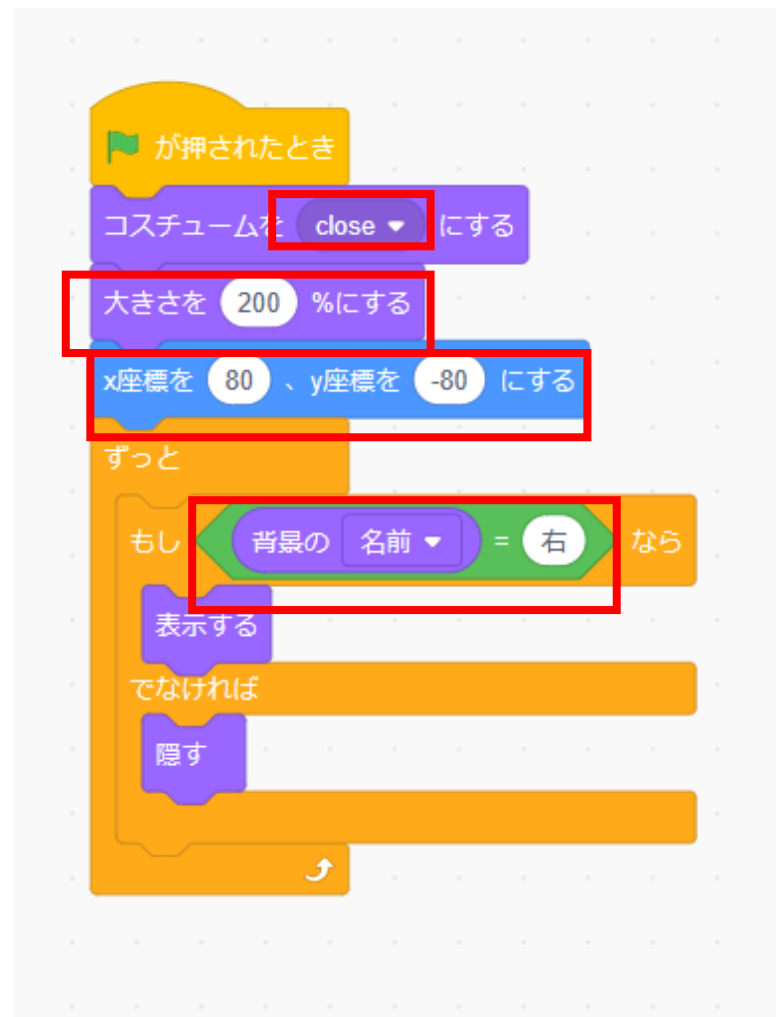 が押されたとき
コスチュームを close にする
大きさを 200 %にする
x座標を 80 、y座標を -80 にする
ずっと
もし 背景の 名前 = 右 なら
表示する
でなければ
隠す